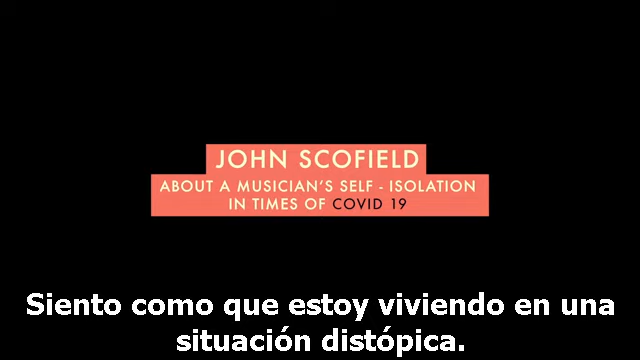 JOHN SCOFIELD
ABOUT A MUSICIAN'S SELF - ISOLATION
IN TIMES OF COVID 19
Siento como que estoy viviendo en una
situación distópica.